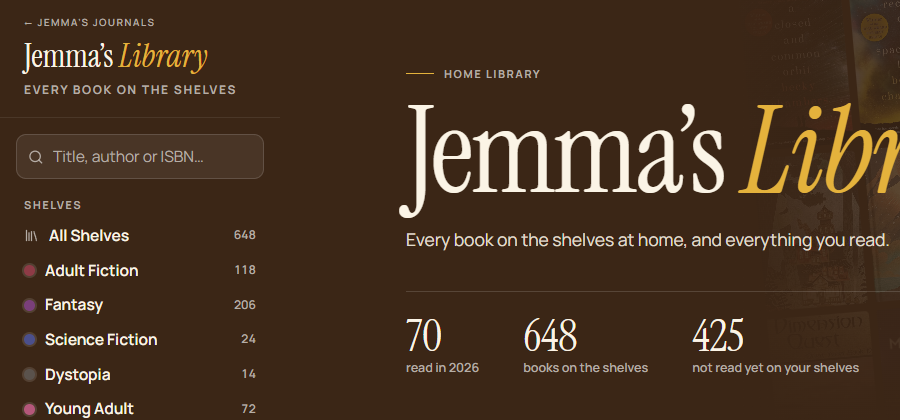 ← JEMMA'S JOURNALS
Jemma's Library
EVERY BOOK ON THE SHELVES
Title, author or ISBN...
SHELVES
All Shelves 648
Adult Fiction 118
Fantasy 206
Science Fiction 24
Dystopia 14
Young Adult 72
HOME LIBRARY
Jemma's Libr
Every book on the shelves at home, and everything you read.
70 648 425
read in 2026 books on the shelves not read yet on your shelves